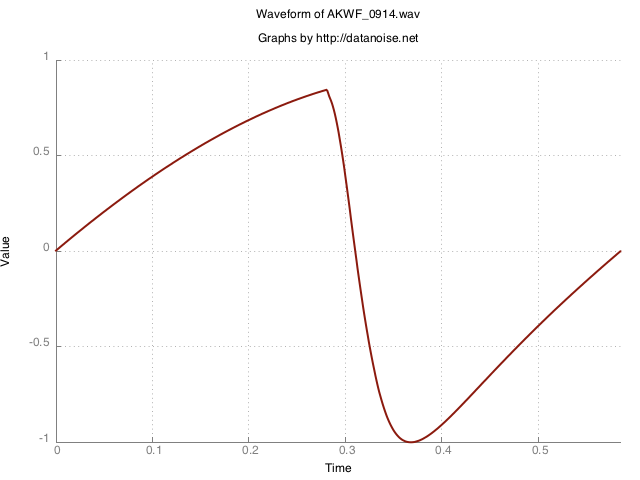 Waveform of AKWF_0914.wav
Graphs by http://datanoise.net
1
0.5
0
-0.5
-1
Value
0 0.1 0.2 0.3 0.4 0.5
Time